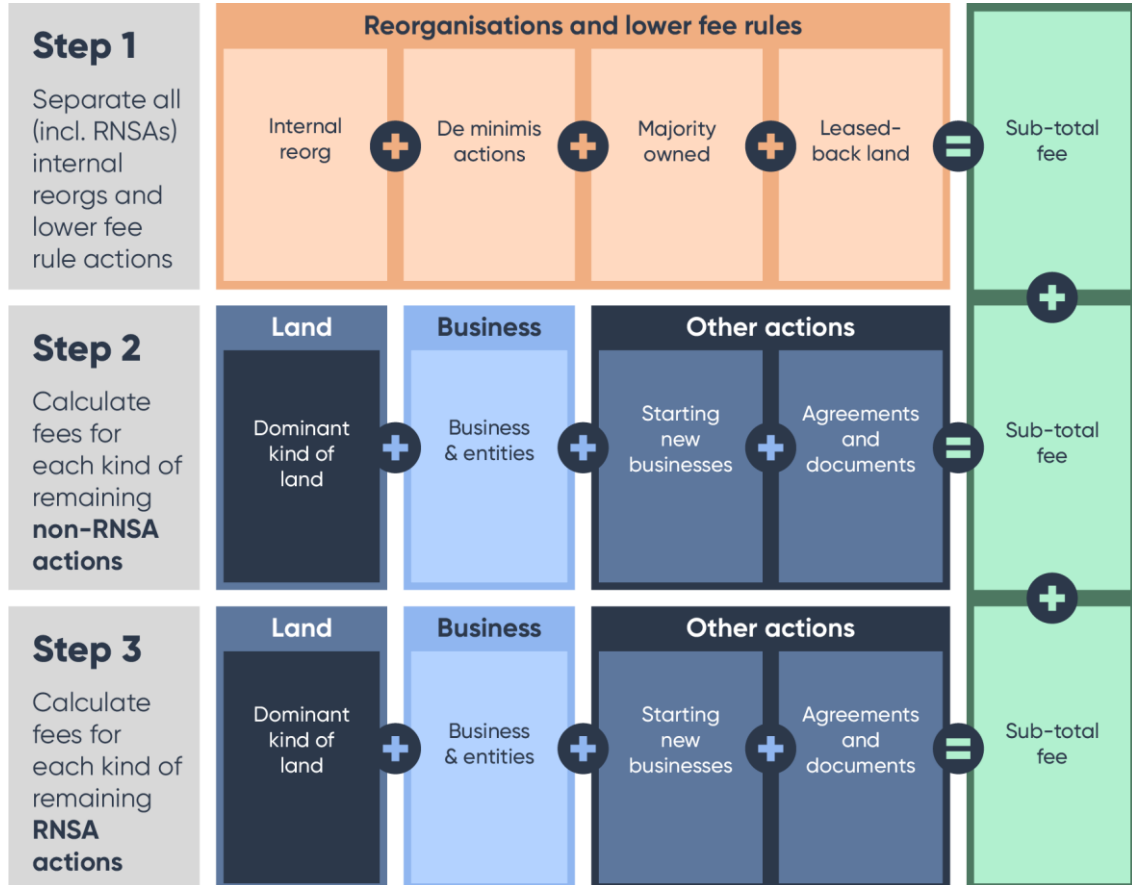 Step 1
Separate all
(incl. RNSAs)
internal
reorgs and
lower fee
rule actions
Reorganisations and lower fee rules
Internal
reorg
+
De minimis
actions
+
Majority
owned
+
Leased-
back land
=
Sub-total
fee
+
Step 2
Calculate
fees for
each kind of
remaining
non-RNSA
actions
Land
Dominant
kind of
land
+
Business
Business
& entities
+
Other actions
Starting
new
businesses
+
Agreements
and
documents
=
Sub-total
fee
+
Step 3
Calculate
fees for
each kind of
remaining
RNSA
actions
Land
Dominant
kind of
land
+
Business
Business
& entities
+
Other actions
Starting
new
businesses
+
Agreements
and
documents
=
Sub-total
fee